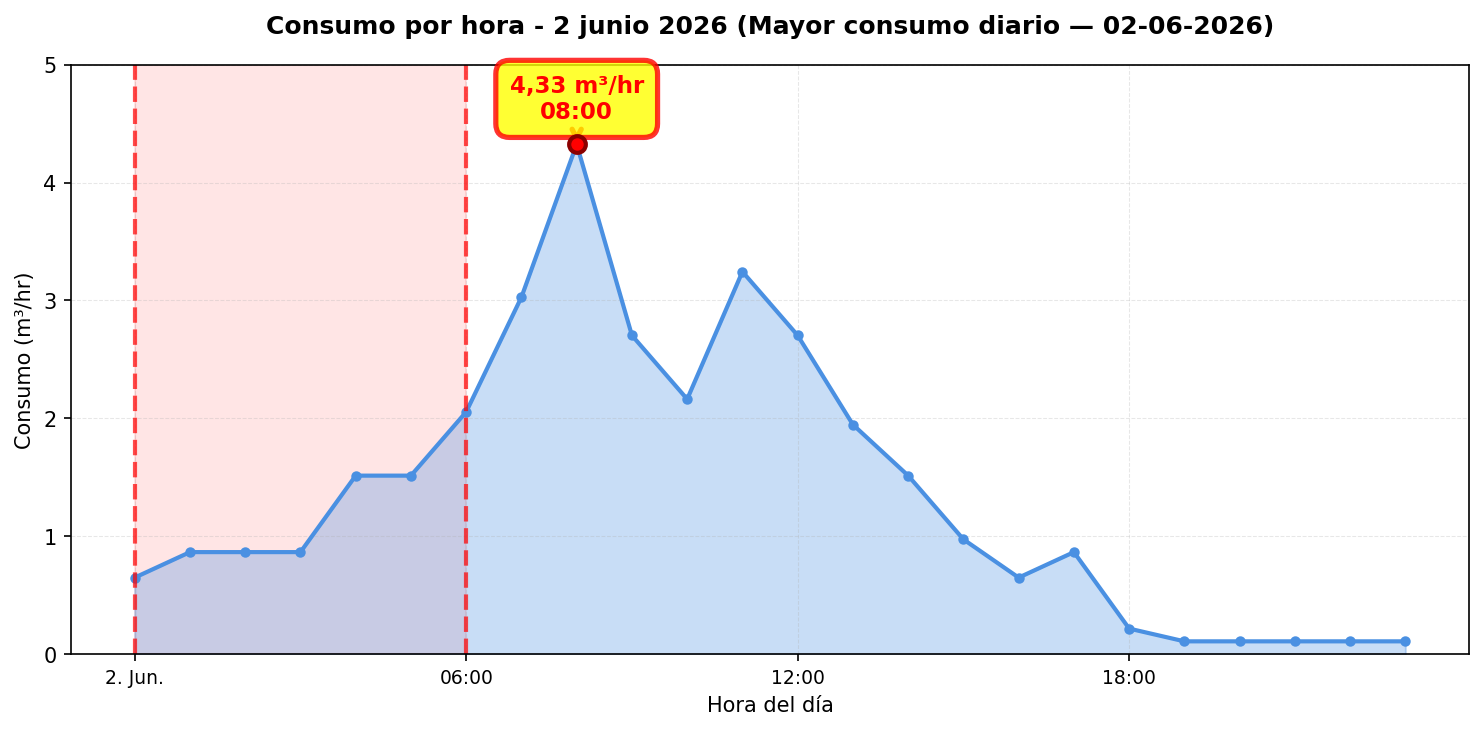 Consumo por hora - 2 junio 2026 (Mayor consumo diario — 02-06-2026)
4,33 m³/hr
08:00
5
4
3
2
1
0
Consumo (m³/hr)
2. Jun.
06:00
12:00
18:00
Hora del día